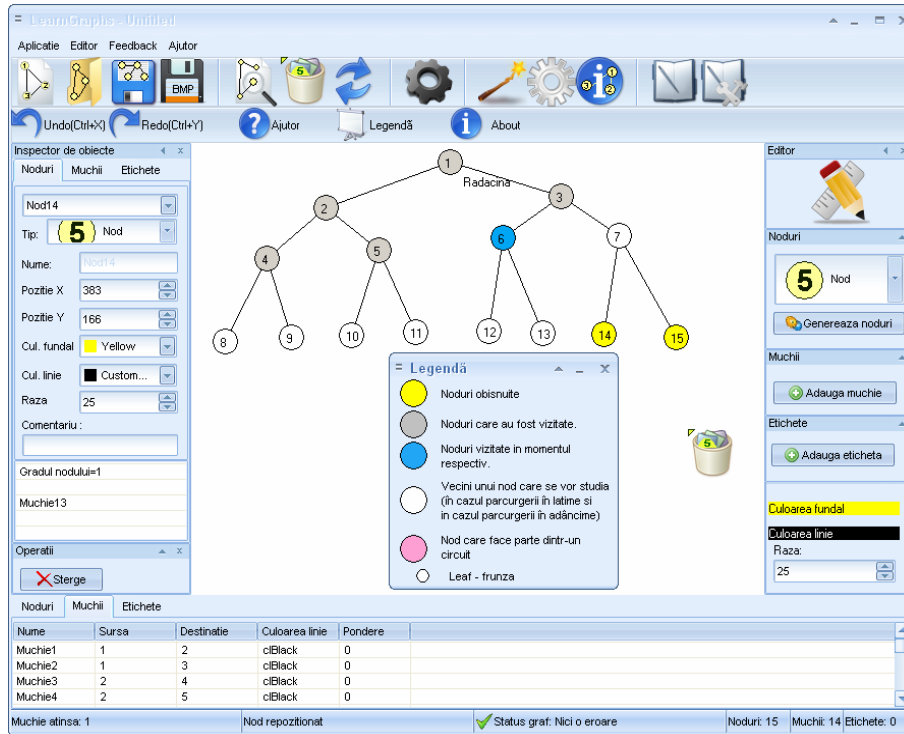 LearnGraphs - Untitled
Aplicatie Editor Feedback Ajutor
BMP
Undo(Ctrl+X) Redo(Ctrl+Y) Ajutor Legendă About
Inspector de obiecte
Noduri Muchii Etichete
Nod14
Tip: 5 Nod
Nume: Nod14
Pozitie X 383
Pozitie Y 166
Cul. fundal Yellow
Cul. linie Custom...
Raza 25
Comentariu :
Gradul nodului=1
Muchie13
Operatii
Sterge
1
Radacina
2 3
4 5 6 7
8 9 10 11 12 13 14 15
Legendă
Noduri obisnuite
Noduri care au fost vizitate.
Noduri vizitate in momentul
respectiv.
Vecini unui nod care se vor studia
(în cazul parcurgerii în latime si
in cazul parcurgerii în adâncime)
Nod care face parte dintr-un
circuit
Leaf - frunza
5
Editor
Noduri
5 Nod
Genereaza noduri
Muchii
Adauga muchie
Etichete
Adauga eticheta
Culoarea fundal
Culoarea linie
Raza:
25
Noduri Muchii Etichete
Nume Sursa Destinatie Culoarea linie Pondere
Muchie1 1 2 clBlack 0
Muchie2 1 3 clBlack 0
Muchie3 2 4 clBlack 0
Muchie4 2 5 clBlack 0
Muchie atinsa: 1 Nod repozitionat Status graf: Nici o eroare Noduri: 15 Muchii: 14 Etichete: 0